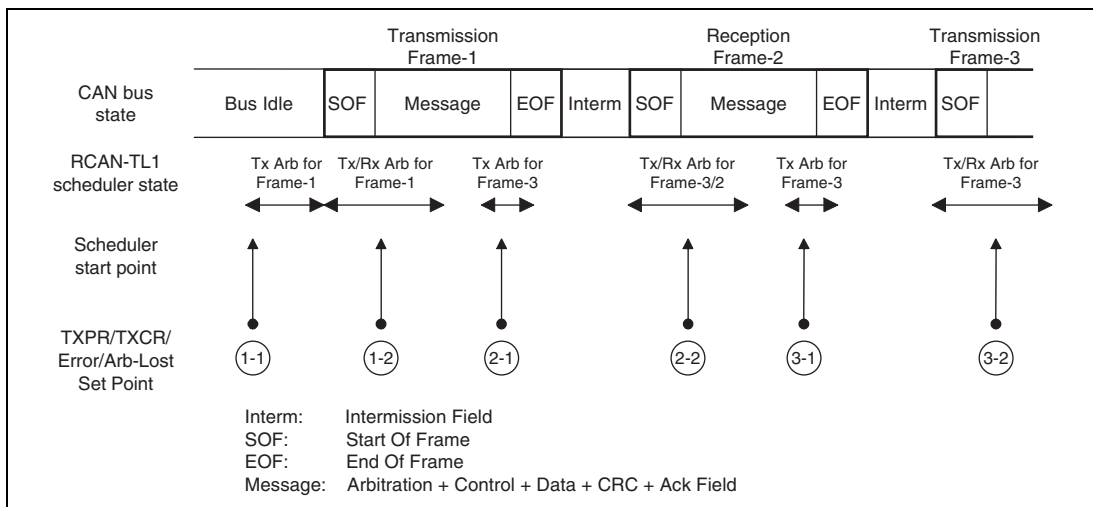 Transmission Frame-1
Reception Frame-2
Transmission Frame-3
CAN bus state
Bus Idle
SOF
Message
EOF
Interm
SOF
Message
EOF
Interm
SOF
RCAN-TL1 scheduler state
Tx Arb for Frame-1
Tx/Rx Arb for Frame-1
Tx Arb for Frame-3
Tx/Rx Arb for Frame-3/2
Tx Arb for Frame-3
Tx/Rx Arb for Frame-3
Scheduler start point
TXPR/TXCR/ Error/Arb-Lost Set Point
1-1
1-2
2-1
2-2
3-1
3-2
Interm: Intermission Field
SOF: Start Of Frame
EOF: End Of Frame
Message: Arbitration + Control + Data + CRC + Ack Field